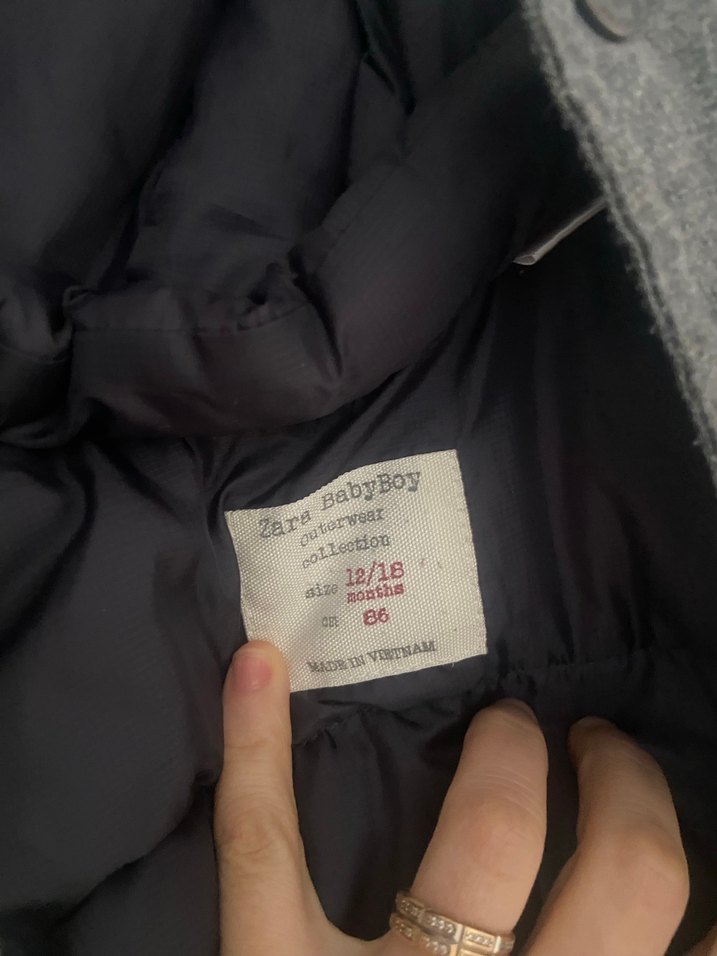 Zara BabyBoy
outerwear
collection
size 12/18
months
cm 86
MADE IN VIETNAM